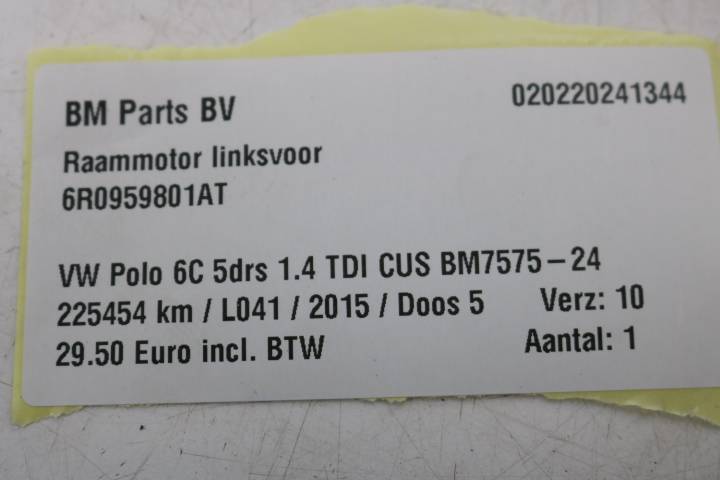 BM Parts BV 020220241344
Raammotor linksvoor
6R0959801AT
VW Polo 6C 5drs 1.4 TDI CUS BM7575-24
225454 km / L041 / 2015 / Doos 5 Verz: 10
29.50 Euro incl. BTW Aantal: 1